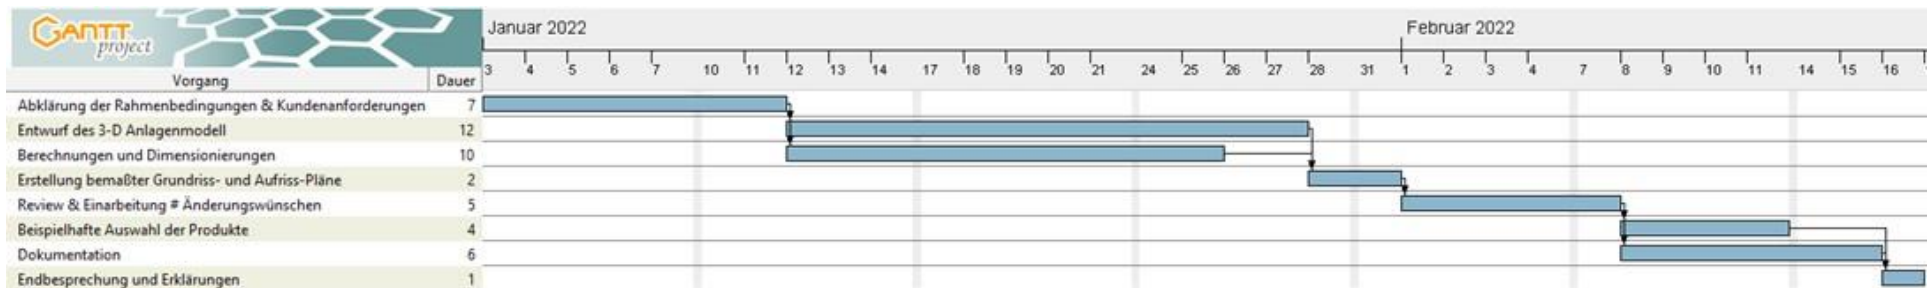 GANTT project
Januar 2022 Februar 2022
3 4 5 6 7 10 11 12 13 14 17 18 19 20 21 24 25 26 27 28 31 1 2 3 4 7 8 9 10 11 14 15 16
Vorgang Dauer
Abklärung der Rahmenbedingungen & Kundenanforderungen 7
Entwurf des 3-D Anlagenmodell 12
Berechnungen und Dimensionierungen 10
Erstellung bemaßter Grundriss- und Aufriss-Pläne 2
Review & Einarbeitung # Änderungswünschen 5
Beispielhafte Auswahl der Produkte 4
Dokumentation 6
Endbesprechung und Erklärungen 1